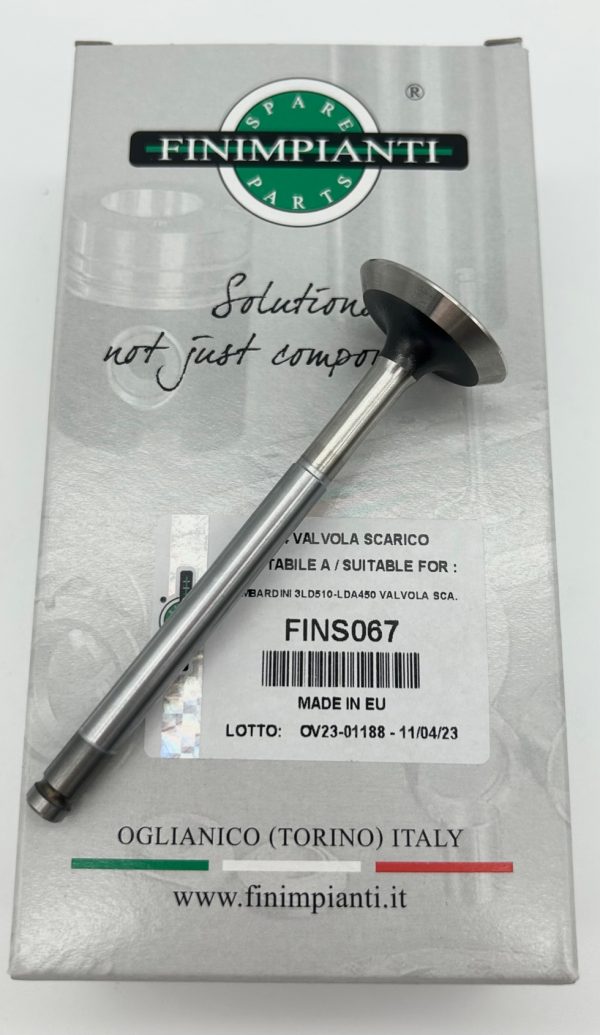 SPARE
®
FINIMPIANTI
PARTS
Solutions
not just compo
VALVOLA SCARICO
TABILE A / SUITABLE FOR :
MBARDINI 3LD510-LDA450 VALVOLA SCA.
FINS067
MADE IN EU
LOTTO: OV23-01188 - 11/04/23
OGLIANICO (TORINO) ITALY
www.finimpianti.it